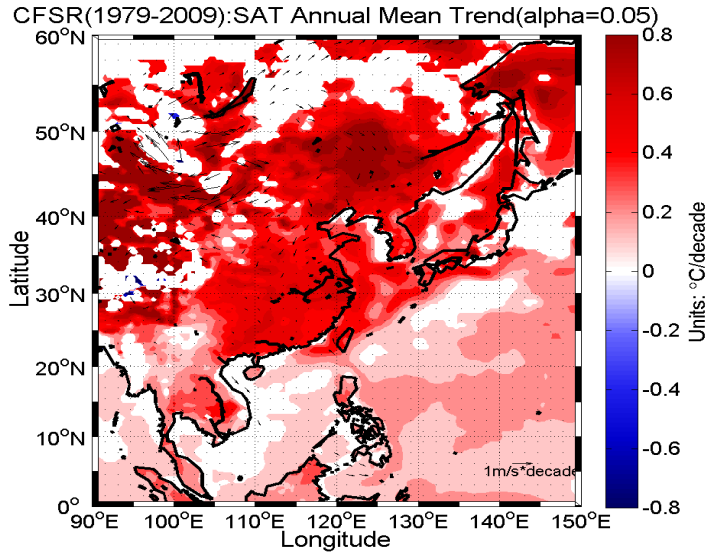 CFSR(1979-2009):SAT Annual Mean Trend(alpha=0.05)
60°N
50°N
40°N
30°N
20°N
10°N
0°
90°E 100°E 110°E 120°E 130°E 140°E 150°E
Latitude
Longitude
1m/s*decade
0.8
0.6
0.4
0.2
0
-0.2
-0.4
-0.6
-0.8
Units: °C/decade